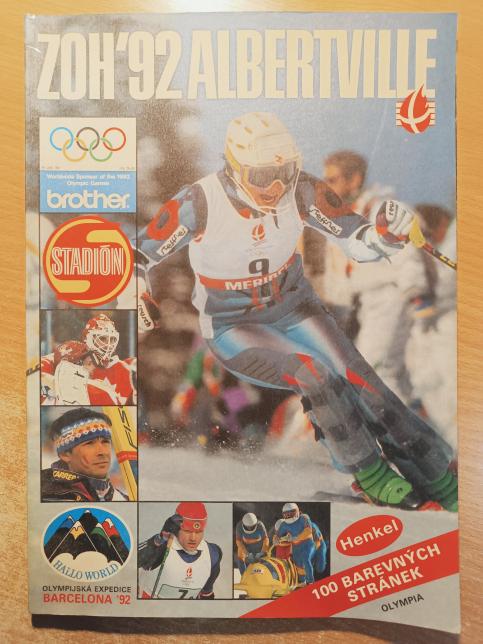 ZOH'92 ALBERTVILLE
Worldwide Sponsor of the 1992
Olympic Games
brother
STADIÓN
9
MERIBEL
HALLO WORLD
OLYMPIJSKÁ EXPEDICE
BARCELONA '92
Henkel
100 BAREVNÝCH
STRÁNEK
OLYMPIA